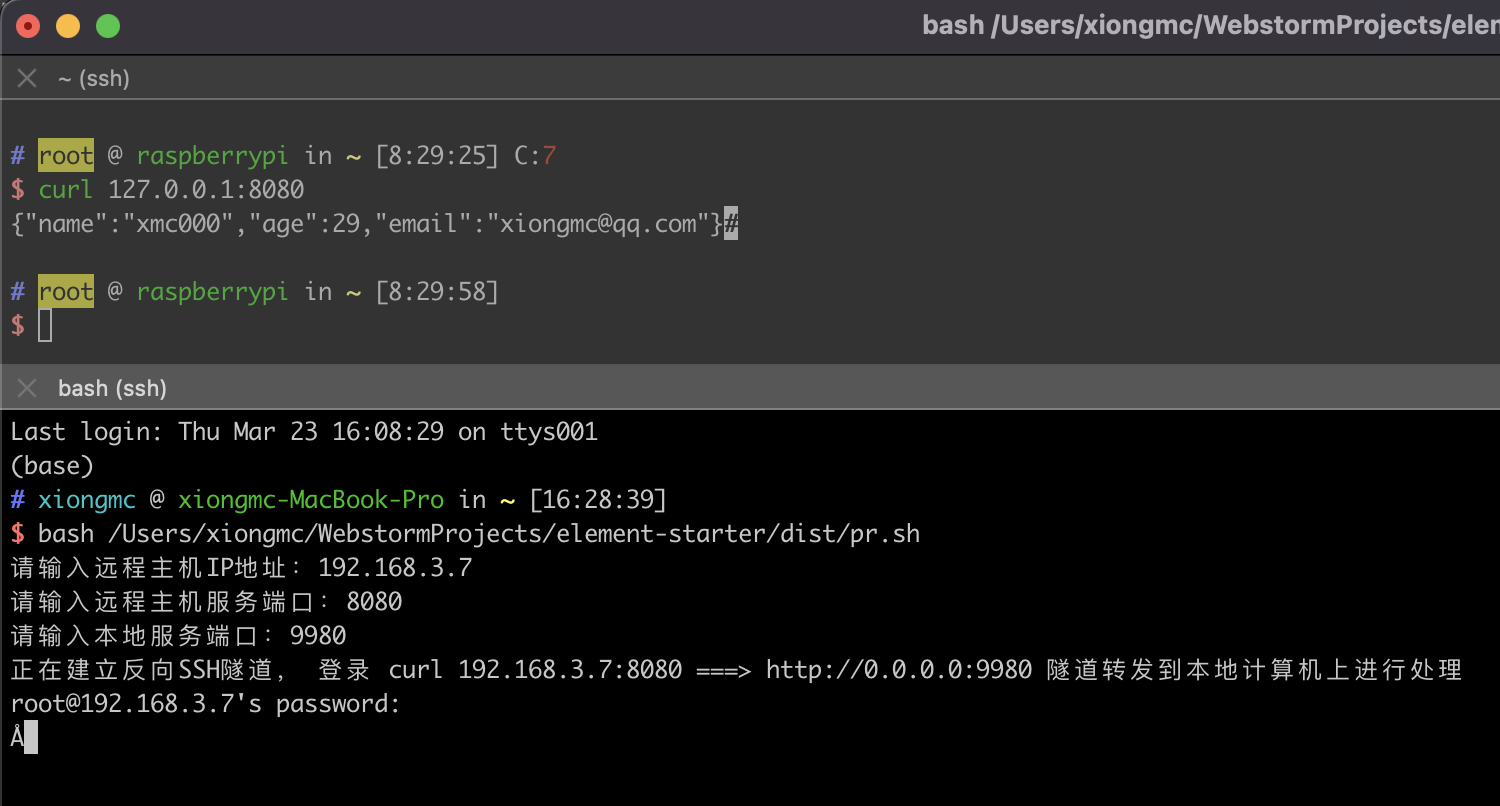 bash /Users/xiongmc/WebstormProjects/elem
~ (ssh)
# root @ raspberrypi in ~ [8:29:25] C:7
$ curl 127.0.0.1:8080
{"name":"xmc000","age":29,"email":"xiongmc@qq.com"}#
# root @ raspberrypi in ~ [8:29:58]
$
bash (ssh)
Last login: Thu Mar 23 16:08:29 on ttys001
(base)
# xiongmc @ xiongmc-MacBook-Pro in ~ [16:28:39]
$ bash /Users/xiongmc/WebstormProjects/element-starter/dist/pr.sh
请输入远程主机IP地址：192.168.3.7
请输入远程主机服务端口：8080
请输入本地服务端口：9980
正在建立反向SSH隧道， 登录 curl 192.168.3.7:8080 ===> http://0.0.0.0:9980 隧道转发到本地计算机上进行处理
root@192.168.3.7's password:
Å